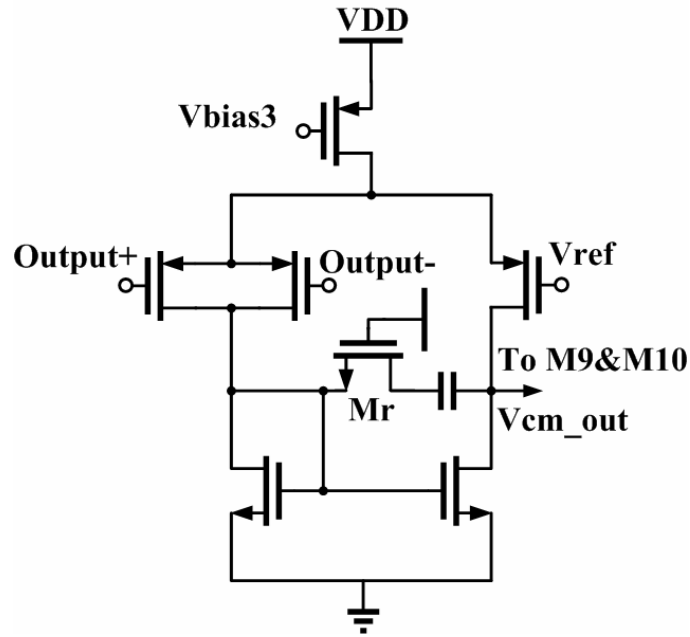 VDD
Vbias3
Output+
Output-
Vref
To M9&M10
Mr
Vcm_out